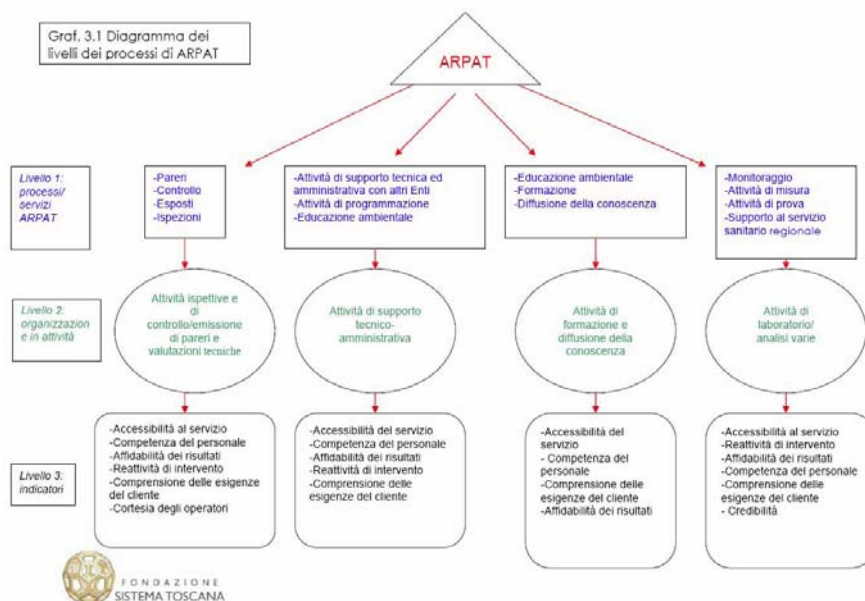 Graf. 3.1 Diagramma dei
livelli dei processi di ARPAT
ARPAT
Livello 1:
processi/
servizi
ARPAT
-Pareri
-Controllo
-Esposti
-Ispezioni
-Attività di supporto tecnica ed
amministrativa con altri Enti
-Attività di programmazione
-Educazione ambientale
-Educazione ambientale
-Formazione
-Diffusione della conoscenza
-Monitoraggio
-Attività di misura
-Attività di prova
-Supporto al servizio
sanitario regionale
Livello 2:
organizzazion
e in attività
Attività ispettive e
di
controllo/emissione
di pareri e
valutazioni tecniche
Attività di supporto
tecnico-
amministrativa
Attività di
formazione e
diffusione della
conoscenza
Attività di
laboratorio/
analisi varie
Livello 3:
indicatori
-Accessibilità al servizio
-Competenza del personale
-Affidabilità dei risultati
-Reattività di intervento
-Comprensione delle esigenze
del cliente
-Cortesia degli operatori
-Accessibilità del servizio
-Competenza del personale
-Affidabilità dei risultati
-Reattività di intervento
-Comprensione delle
esigenze del cliente
-Accessibilità del
servizio
- Competenza del
personale
-Comprensione delle
esigenze del cliente
-Affidabilità dei risultati
-Accessibilità al servizio
-Reattività di intervento
-Affidabilità dei risultati
-Competenza del personale
-Comprensione delle
esigenze del cliente
- Credibilità
FONDAZIONE
SISTEMA TOSCANA